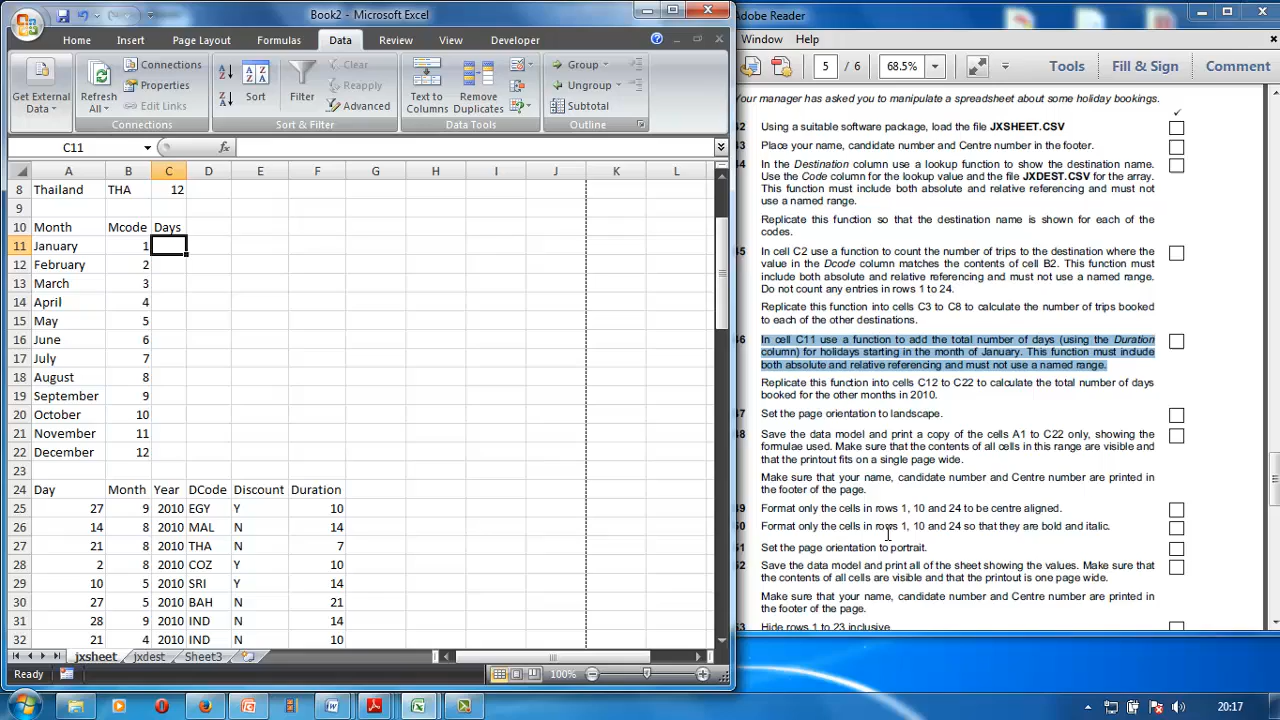 Book2 - Microsoft Excel
Home Insert Page Layout Formulas Data Review View Developer
Get External Data
Refresh All
Connections
Properties
Edit Links
Connections
Sort
Filter
Clear
Reapply
Advanced
Sort & Filter
Text to Columns
Remove Duplicates
Data Tools
Group
Ungroup
Subtotal
Outline
C11 fx
A B C D E F G H I J K L
8 Thailand THA 12
9
10 Month Mcode Days
11 January 1
12 February 2
13 March 3
14 April 4
15 May 5
16 June 6
17 July 7
18 August 8
19 September 9
20 October 10
21 November 11
22 December 12
23
24 Day Month Year DCode Discount Duration
25 27 9 2010 EGY Y 10
26 14 8 2010 MAL N 14
27 21 8 2010 THA N 7
28 2 8 2010 COZ Y 10
29 10 5 2010 SRI Y 14
30 27 5 2010 BAH N 21
31 28 9 2010 IND N 14
32 21 4 2010 IND N 10
jxsheet jxdest Sheet3
Ready 100%
Adobe Reader
Window Help
5 / 6 68.5% Tools Fill & Sign Comment
Your manager has asked you to manipulate a spreadsheet about some holiday bookings.
✓
42 Using a suitable software package, load the file JXSHEET.CSV
43 Place your name, candidate number and Centre number in the footer.
44 In the Destination column use a lookup function to show the destination name.
Use the Code column for the lookup value and the file JXDEST.CSV for the array.
This function must include both absolute and relative referencing and must not
use a named range.
Replicate this function so that the destination name is shown for each of the
codes.
45 In cell C2 use a function to count the number of trips to the destination where the
value in the Dcode column matches the contents of cell B2. This function must
include both absolute and relative referencing and must not use a named range.
Do not count any entries in rows 1 to 24.
Replicate this function into cells C3 to C8 to calculate the number of trips booked
to each of the other destinations.
46 In cell C11 use a function to add the total number of days (using the Duration
column) for holidays starting in the month of January. This function must include
both absolute and relative referencing and must not use a named range.
Replicate this function into cells C12 to C22 to calculate the total number of days
booked for the other months in 2010.
47 Set the page orientation to landscape.
48 Save the data model and print a copy of the cells A1 to C22 only, showing the
formulae used. Make sure that the contents of all cells in this range are visible and
that the printout fits on a single page wide.
Make sure that your name, candidate number and Centre number are printed in
the footer of the page.
49 Format only the cells in rows 1, 10 and 24 to be centre aligned.
50 Format only the cells in rows 1, 10 and 24 so that they are bold and italic.
51 Set the page orientation to portrait.
52 Save the data model and print all of the sheet showing the values. Make sure that
the contents of all cells are visible and that the printout is one page wide.
Make sure that your name, candidate number and Centre number are printed in
the footer of the page.
53 Hide rows 1 to 23 inclusive.
20:17